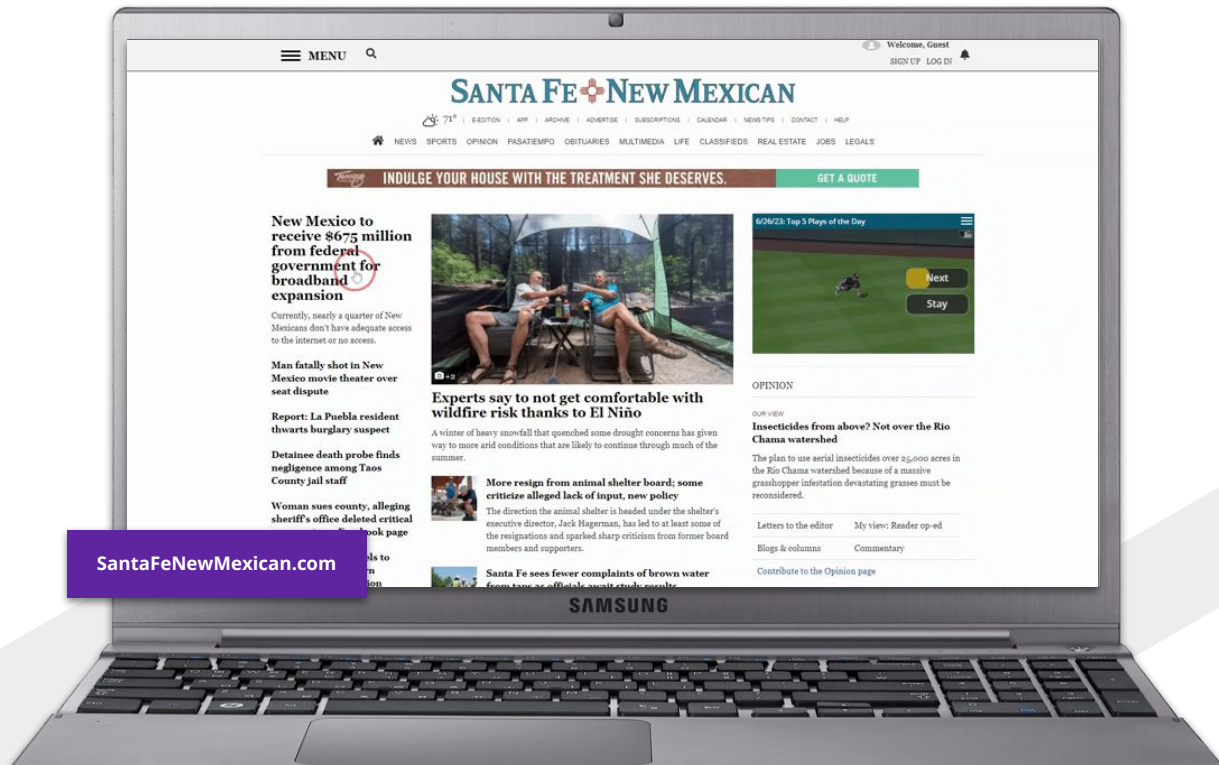 MENU
Welcome, Guest
SIGN UP LOG IN
SANTA FE NEW MEXICAN
71° | E-EDITION | APP | ARCHIVE | ADVERTISE | SUBSCRIPTIONS | CALENDAR | NEWS TIPS | CONTACT | HELP
NEWS SPORTS OPINION PASATIEMPO OBITUARIES MULTIMEDIA LIFE CLASSIFIEDS REAL ESTATE JOBS LEGALS
INDULGE YOUR HOUSE WITH THE TREATMENT SHE DESERVES.
GET A QUOTE
New Mexico to
receive $675 million
from federal
government for
broadband
expansion
Currently, nearly a quarter of New
Mexicans don't have adequate access
to the internet or no access.
Man fatally shot in New
Mexico movie theater over
seat dispute
Report: La Puebla resident
thwarts burglary suspect
Detainee death probe finds
negligence among Taos
County jail staff
Woman sues county, alleging
sheriff's office deleted critical
ok page
els to
+2
Experts say to not get comfortable with
wildfire risk thanks to El Niño
A winter of heavy snowfall that quenched some drought concerns has given
way to more arid conditions that are likely to continue through much of the
summer.
More resign from animal shelter board; some
criticize alleged lack of input, new policy
The direction the animal shelter is headed under the shelter's
executive director, Jack Hagerman, has led to at least some of
the resignations and sparked sharp criticism from former board
members and supporters.
Santa Fe sees fewer complaints of brown water
from taps as officials await study results
6/26/23: Top 5 Plays of the Day
Next
Stay
OPINION
OUR VIEW
Insecticides from above? Not over the Rio
Chama watershed
The plan to use aerial insecticides over 25,000 acres in
the Rio Chama watershed because of a massive
grasshopper infestation devastating grasses must be
reconsidered.
Letters to the editor My view: Reader op-ed
Blogs & columns Commentary
Contribute to the Opinion page
SantaFeNewMexican.com
SAMSUNG